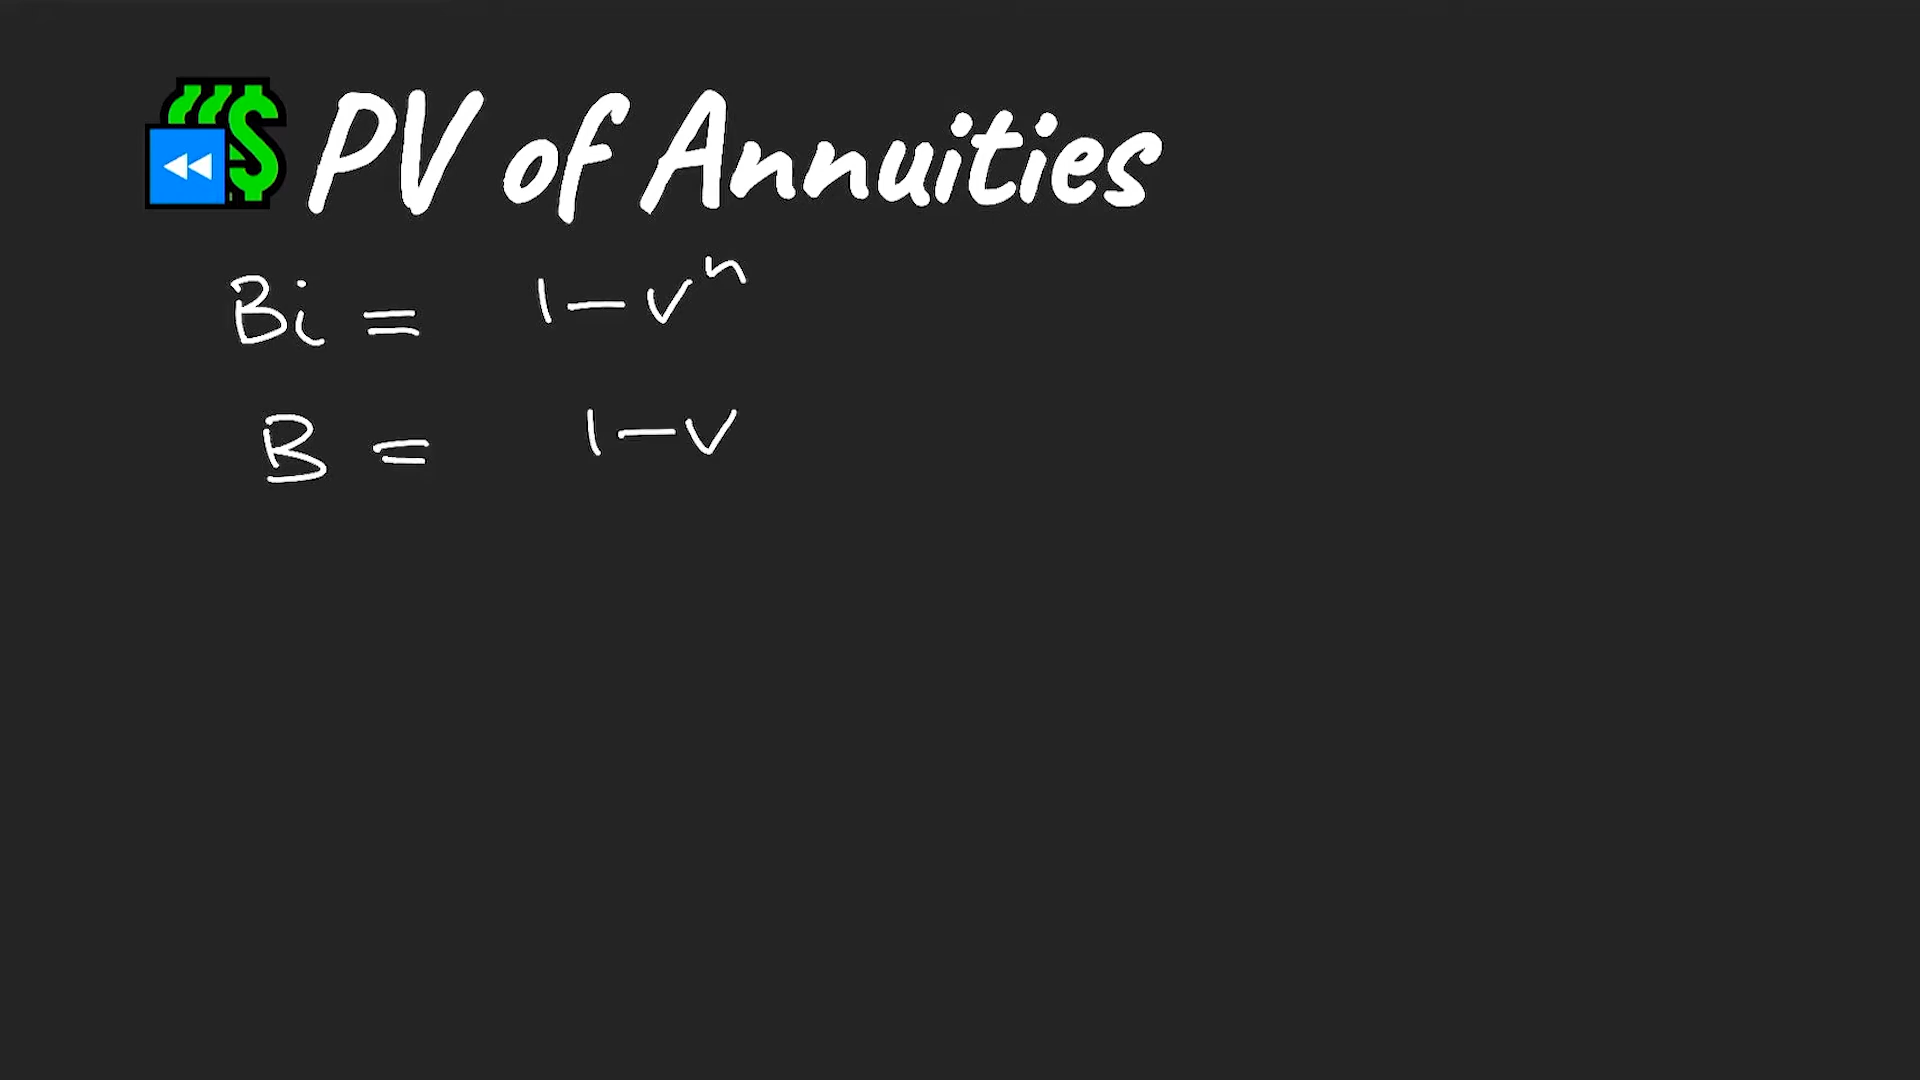 PV of Annuities
Bi = 1-vⁿ
B = 1-v